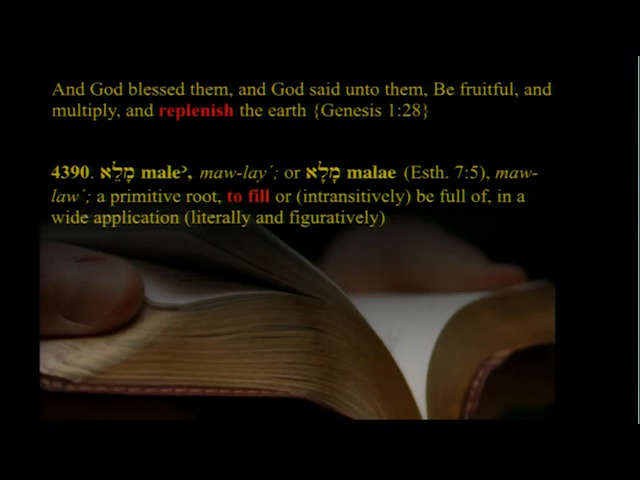 And God blessed them, and God said unto them, Be fruitful, and
multiply, and replenish the earth {Genesis 1:28}
4390. מָלֵא maleʾ, maw-lay´; or מָלָא malae (Esth. 7:5), maw-
law´; a primitive root, to fill or (intransitively) be full of, in a
wide application (literally and figuratively)